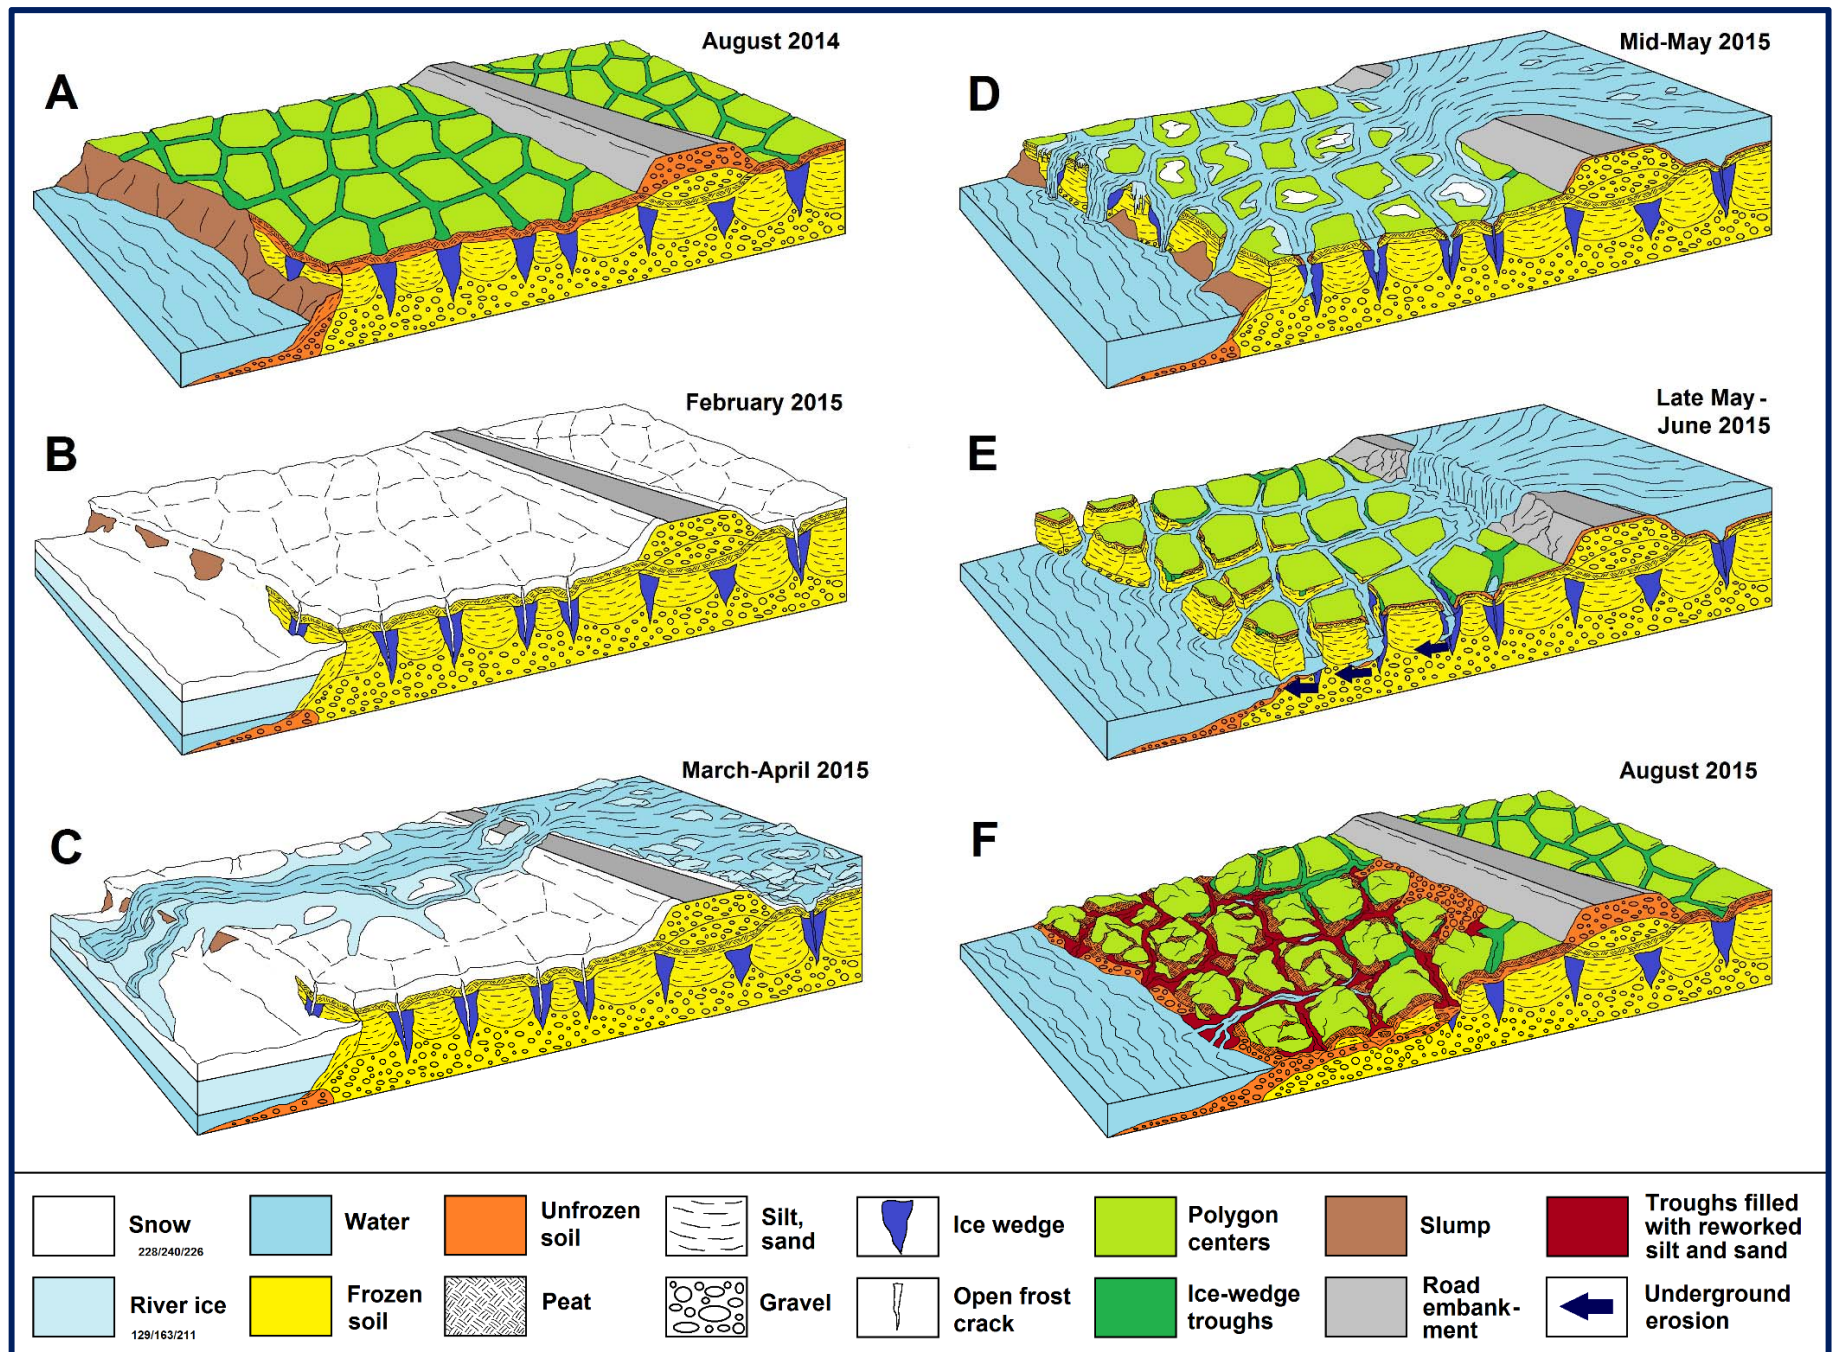 August 2014
A
February 2015
B
March-April 2015
C
Mid-May 2015
D
Late May -
June 2015
E
August 2015
F
Snow
228/240/226
Water
Unfrozen
soil
Silt,
sand
Ice wedge
Polygon
centers
Slump
Troughs filled
with reworked
silt and sand
River ice
129/163/211
Frozen
soil
Peat
Gravel
Open frost
crack
Ice-wedge
troughs
Road
embank-
ment
Underground
erosion